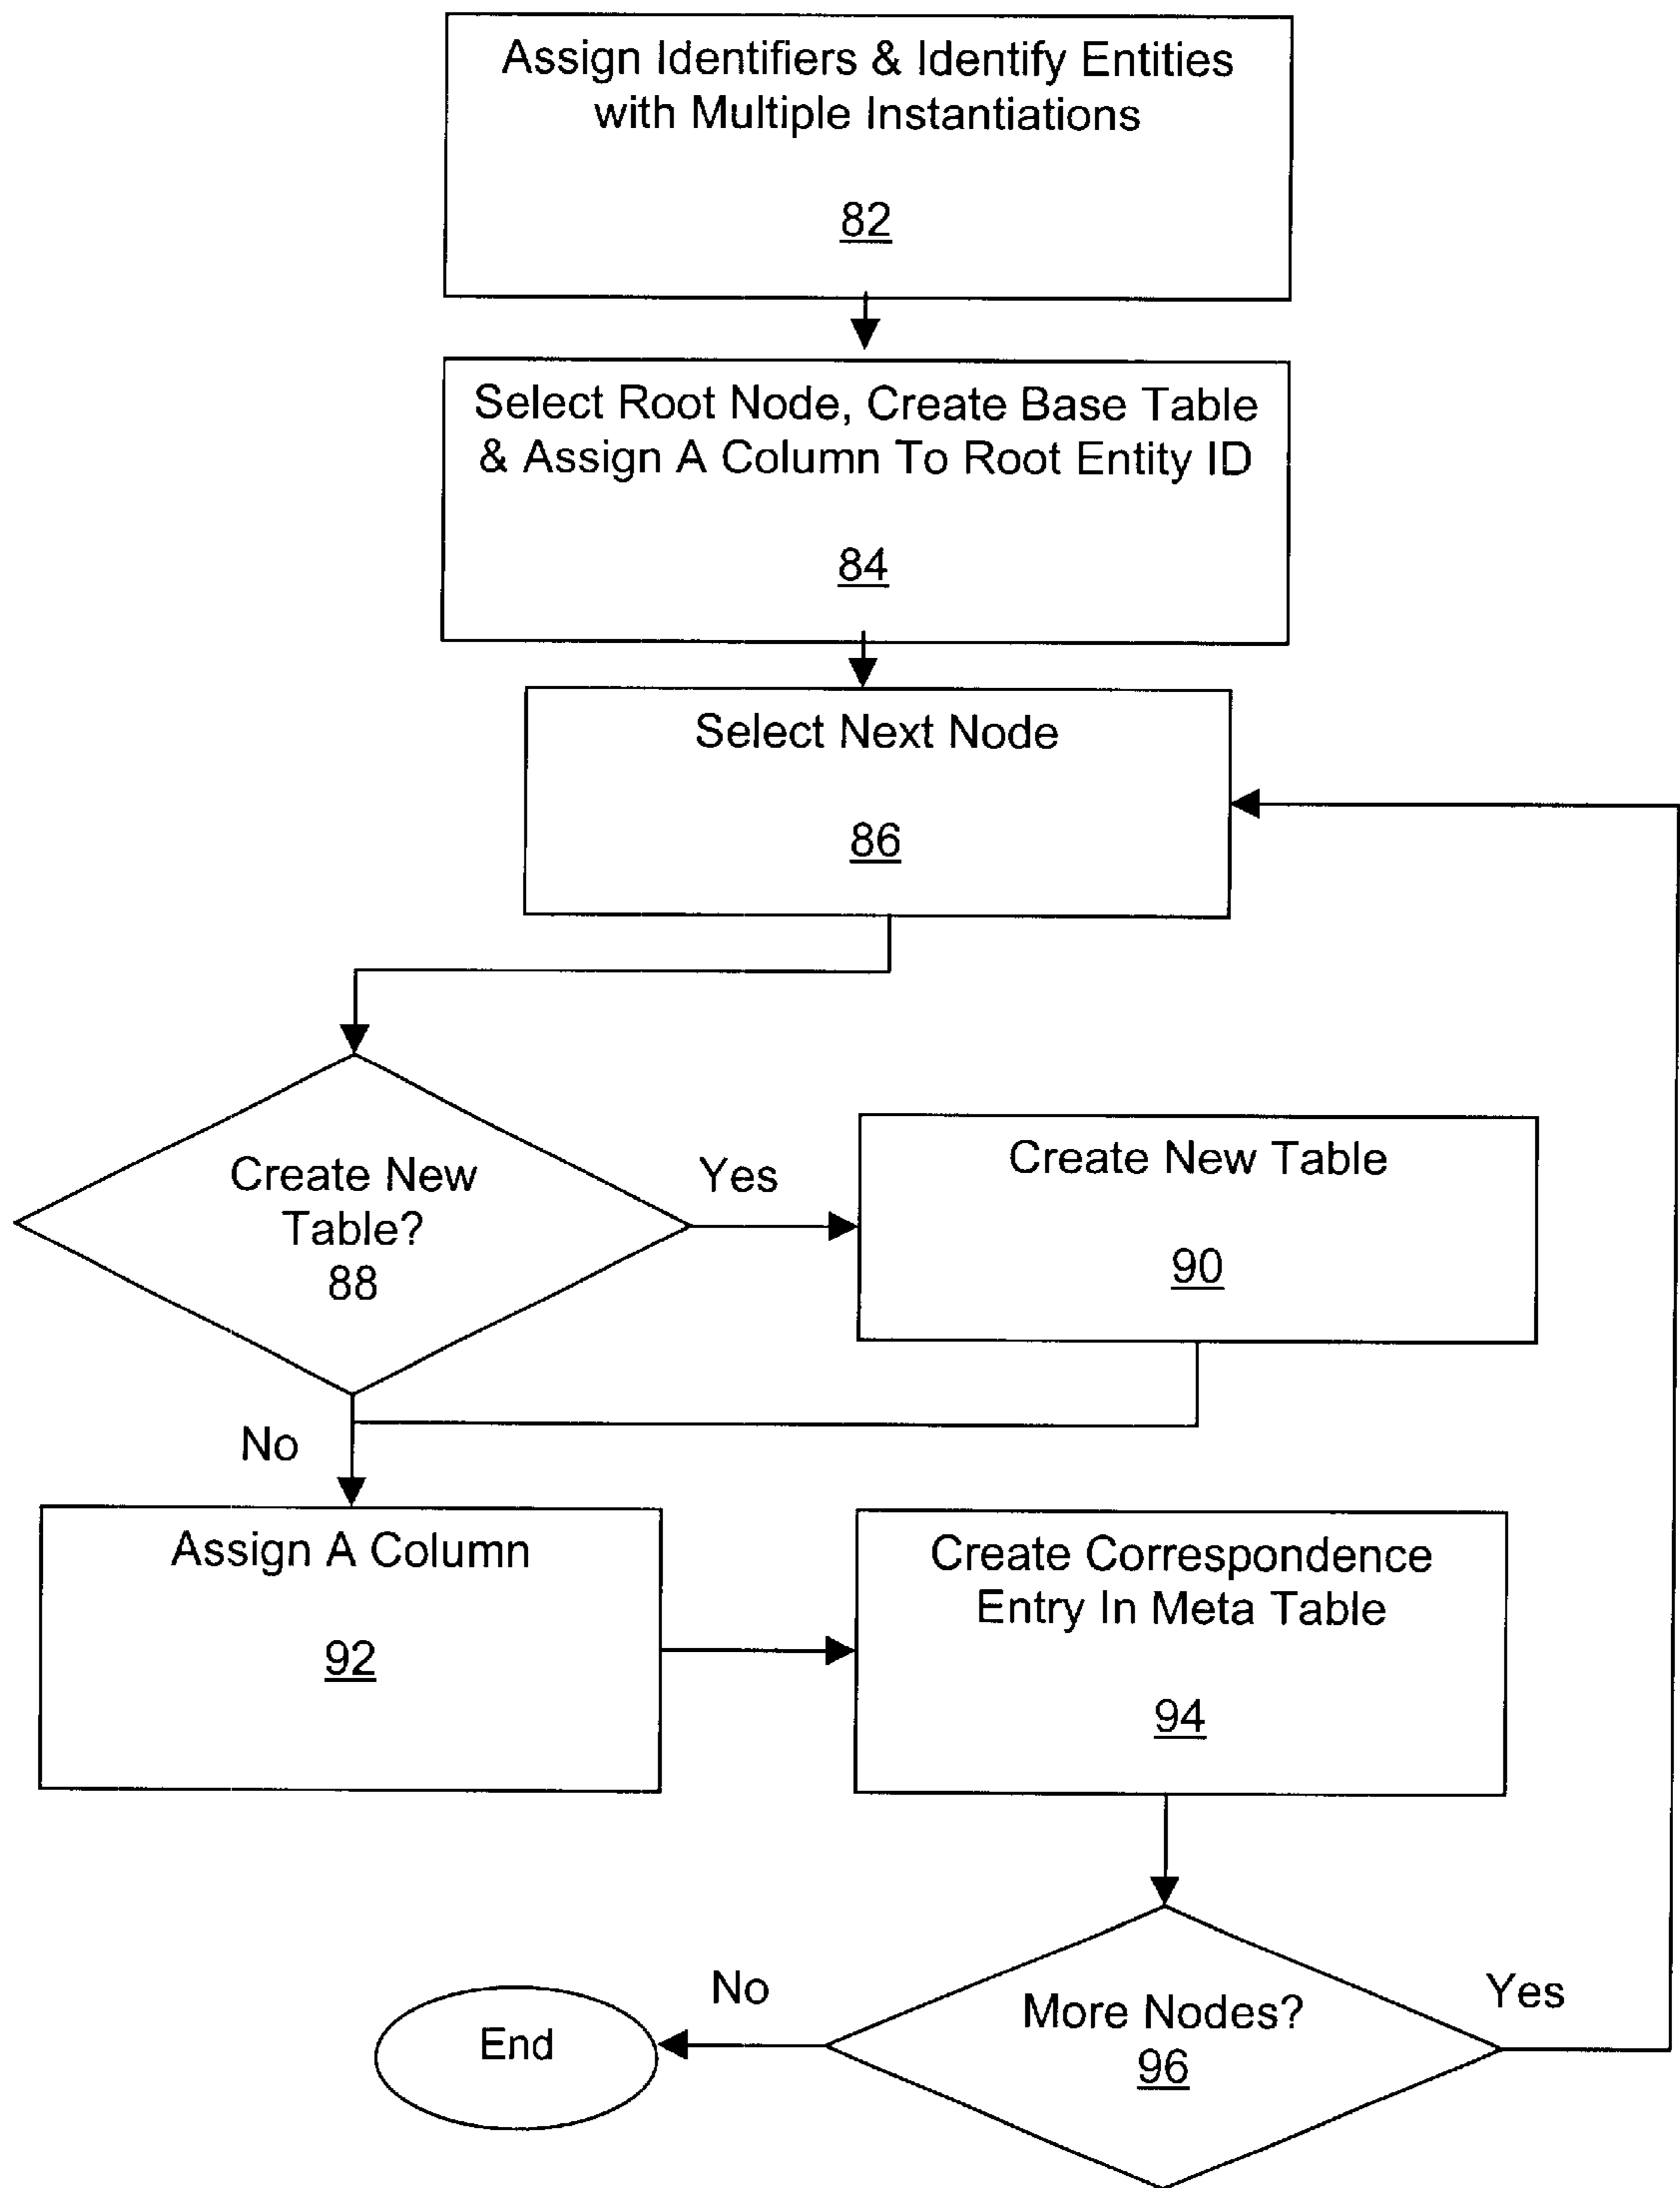 Assign Identifiers & Identify Entities
with Multiple Instantiations
82
Select Root Node, Create Base Table
& Assign A Column To Root Entity ID
84
Select Next Node
86
Create New
Table?
88
Yes
Create New Table
90
No
Assign A Column
92
Create Correspondence
Entry In Meta Table
94
More Nodes?
96
Yes
No
End